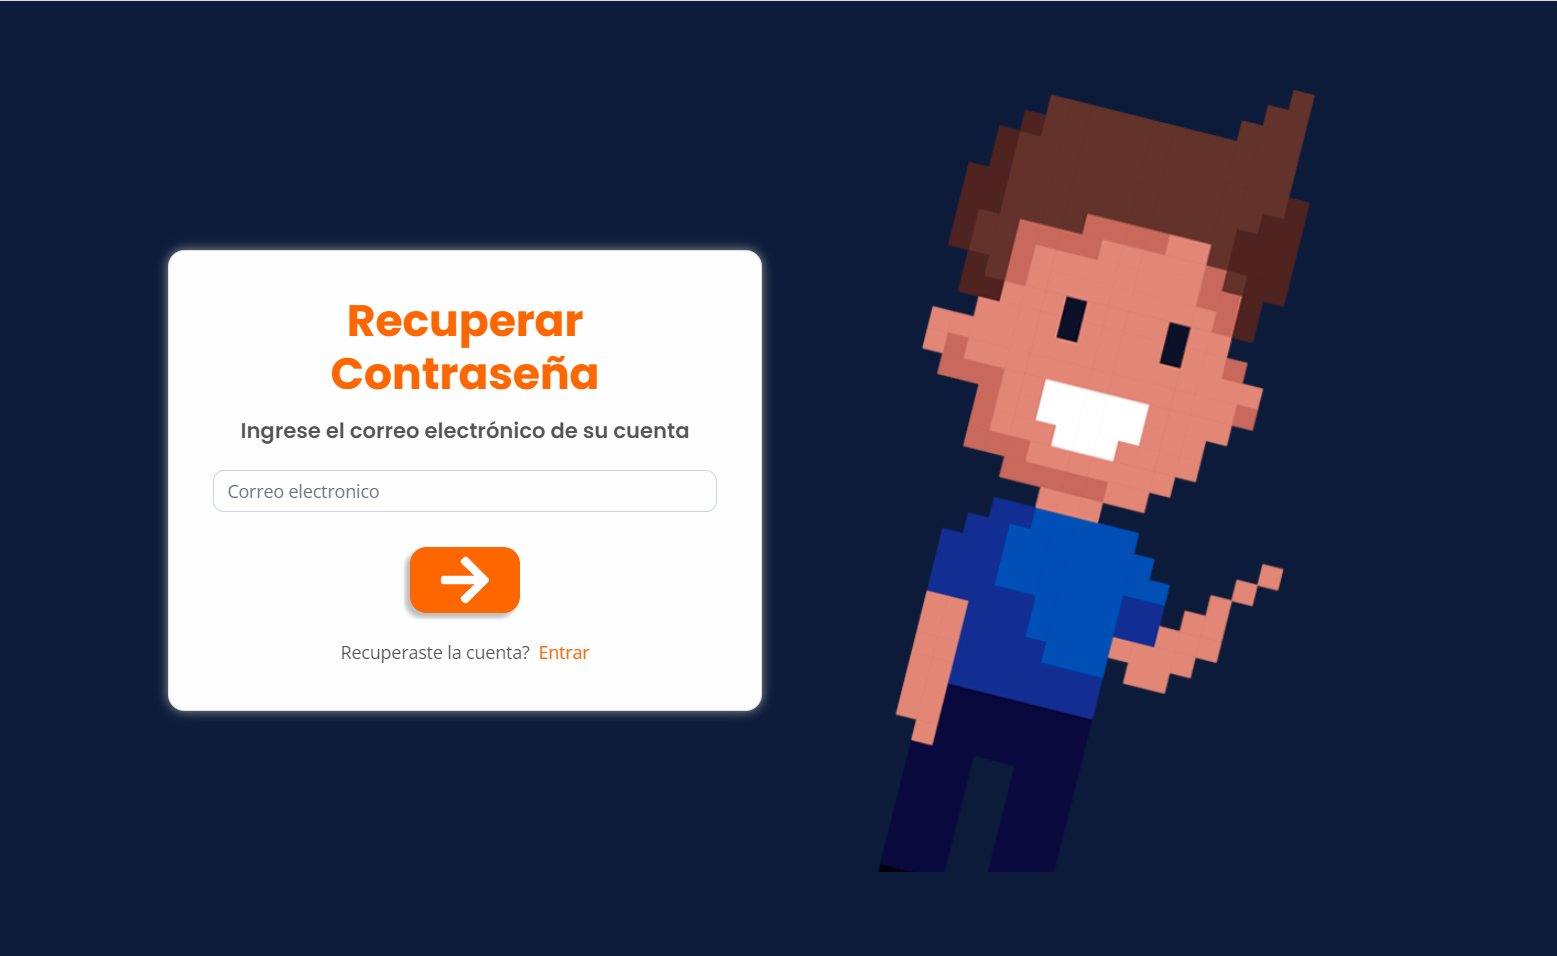 Recuperar
Contraseña
Ingrese el correo electrónico de su cuenta
Correo electronico
Recuperaste la cuenta? Entrar